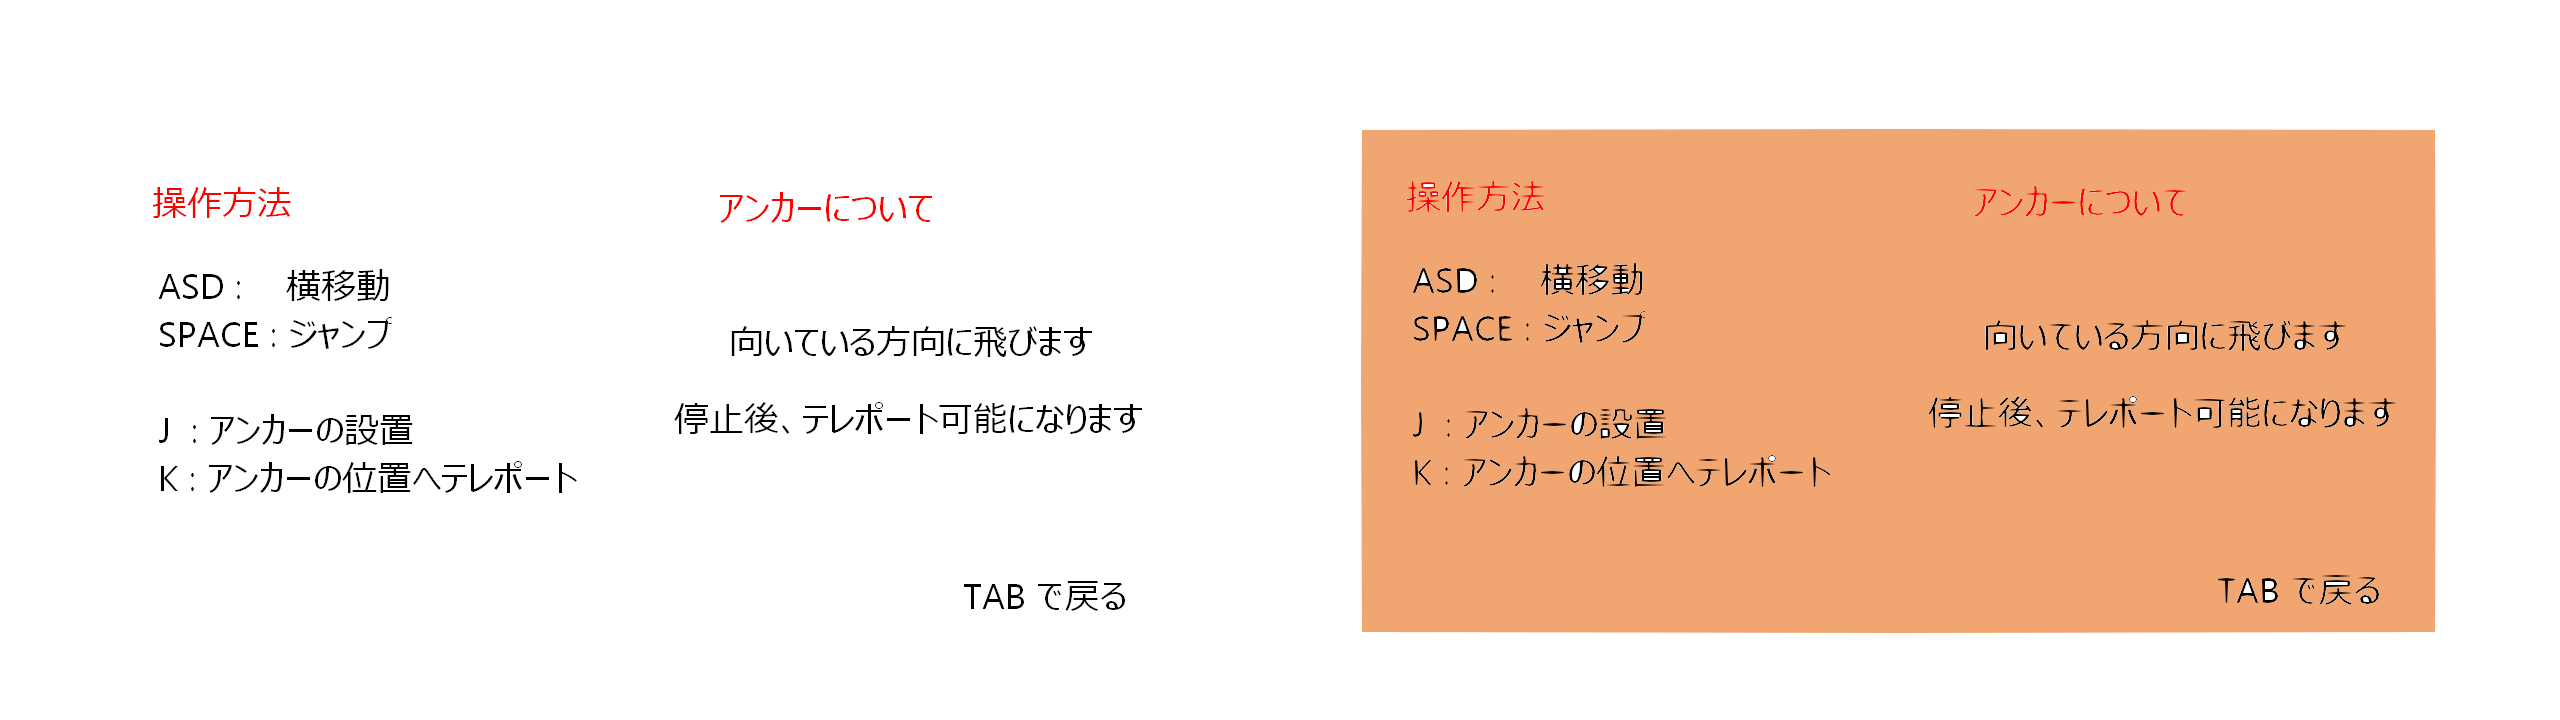 操作方法
ASD :　横移動
SPACE : ジャンプ
J : アンカーの設置
K : アンカーの位置へテレポート
アンカーについて
向いている方向に飛びます
停止後、テレポート可能になります
TAB で戻る
操作方法
ASD :　横移動
SPACE : ジャンプ
J : アンカーの設置
K : アンカーの位置へテレポート
アンカーについて
向いている方向に飛びます
停止後、テレポート可能になります
TAB で戻る